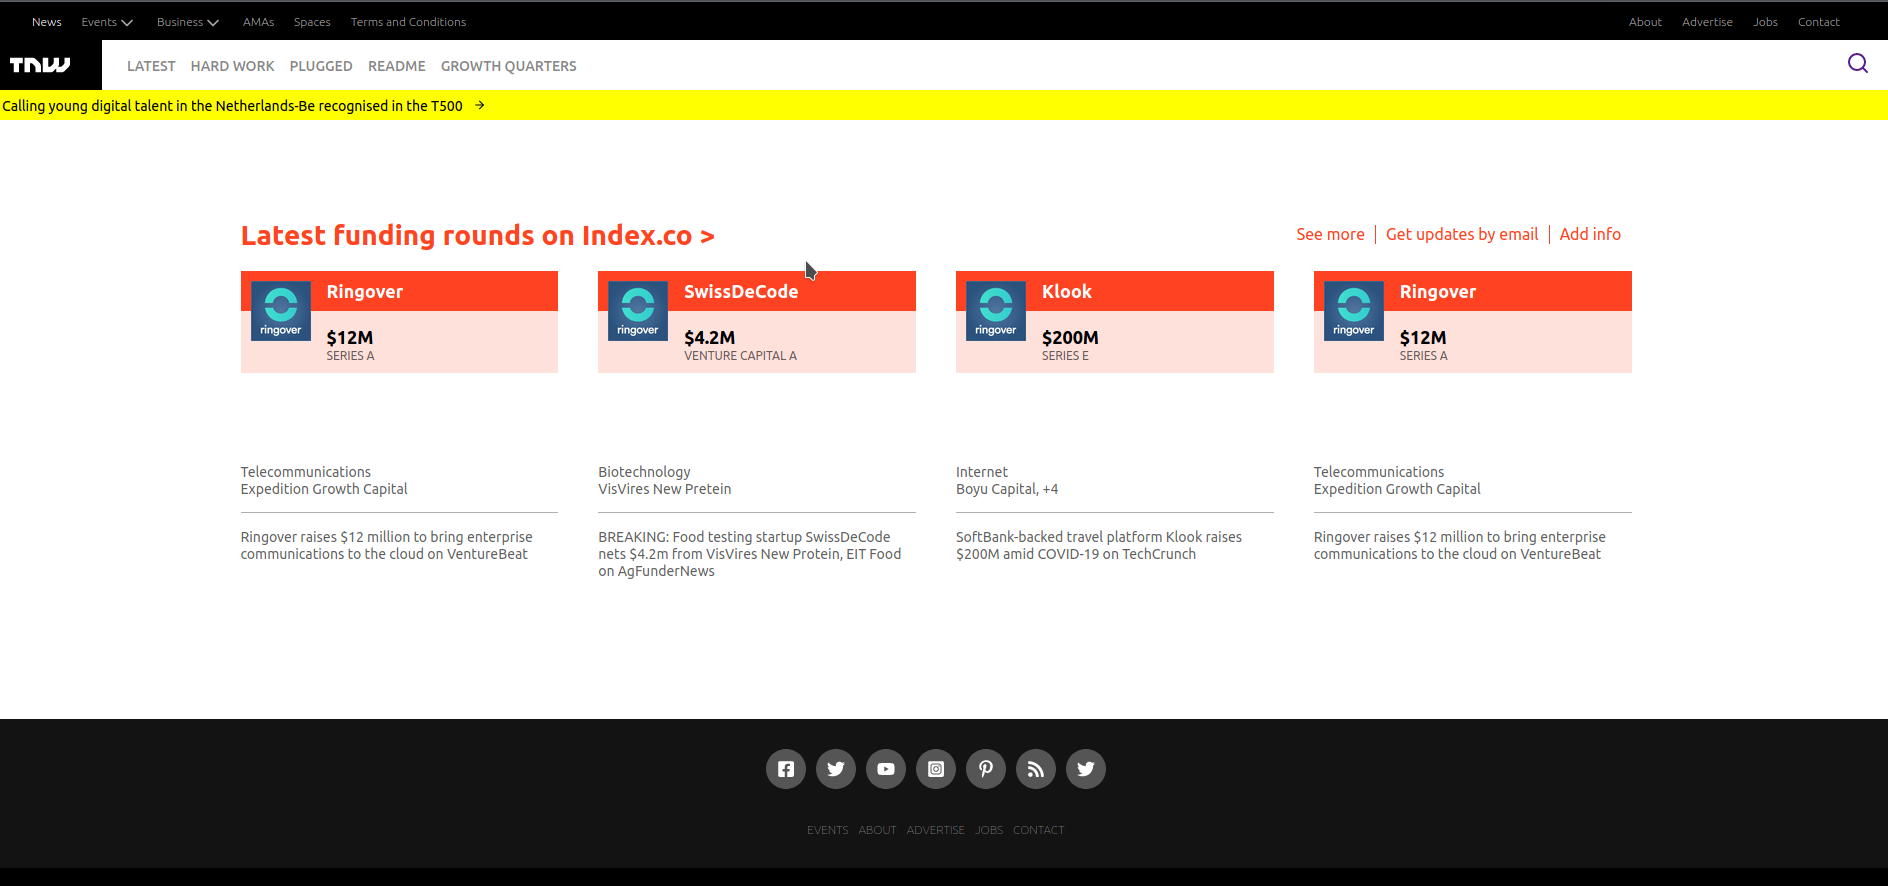 News Events Business AMAs Spaces Terms and Conditions About Advertise Jobs Contact
TNW LATEST HARD WORK PLUGGED README GROWTH QUARTERS
Calling young digital talent in the Netherlands-Be recognised in the T500 →
Latest funding rounds on Index.co > See more Get updates by email Add info
ringover
Ringover
$12M
SERIES A
ringover
SwissDeCode
$4.2M
VENTURE CAPITAL A
ringover
Klook
$200M
SERIES E
ringover
Ringover
$12M
SERIES A
Telecommunications
Expedition Growth Capital
Ringover raises $12 million to bring enterprise
communications to the cloud on VentureBeat
Biotechnology
VisVires New Pretein
BREAKING: Food testing startup SwissDeCode
nets $4.2m from VisVires New Protein, EIT Food
on AgFunderNews
Internet
Boyu Capital, +4
SoftBank-backed travel platform Klook raises
$200M amid COVID-19 on TechCrunch
Telecommunications
Expedition Growth Capital
Ringover raises $12 million to bring enterprise
communications to the cloud on VentureBeat
EVENTS ABOUT ADVERTISE JOBS CONTACT